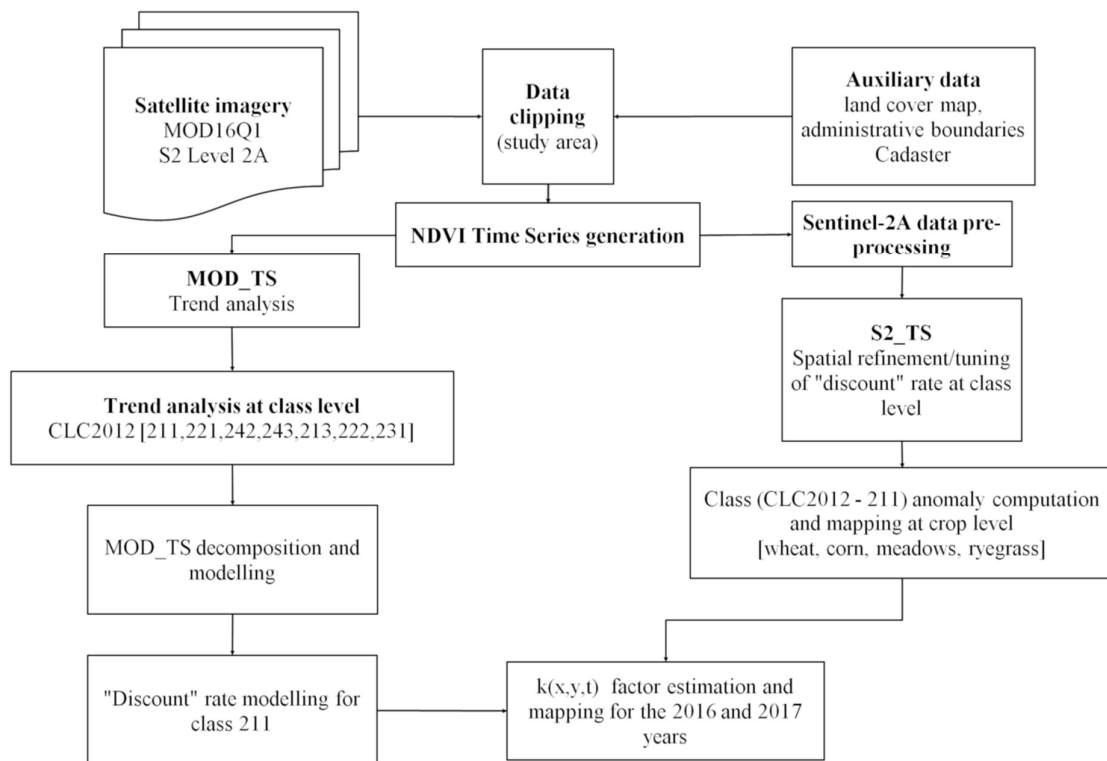 Satellite imagery
MOD16Q1
S2 Level 2A
Data
clipping
(study area)
Auxiliary data
land cover map,
administrative boundaries
Cadaster
NDVI Time Series generation
Sentinel-2A data pre-
processing
MOD_TS
Trend analysis
S2_TS
Spatial refinement/tuning
of "discount" rate at class
level
Trend analysis at class level
CLC2012 [211,221,242,243,213,222,231]
Class (CLC2012 - 211) anomaly computation
and mapping at crop level
[wheat, corn, meadows, ryegrass]
MOD_TS decomposition and
modelling
"Discount" rate modelling for
class 211
k(x,y,t) factor estimation and
mapping for the 2016 and 2017
years